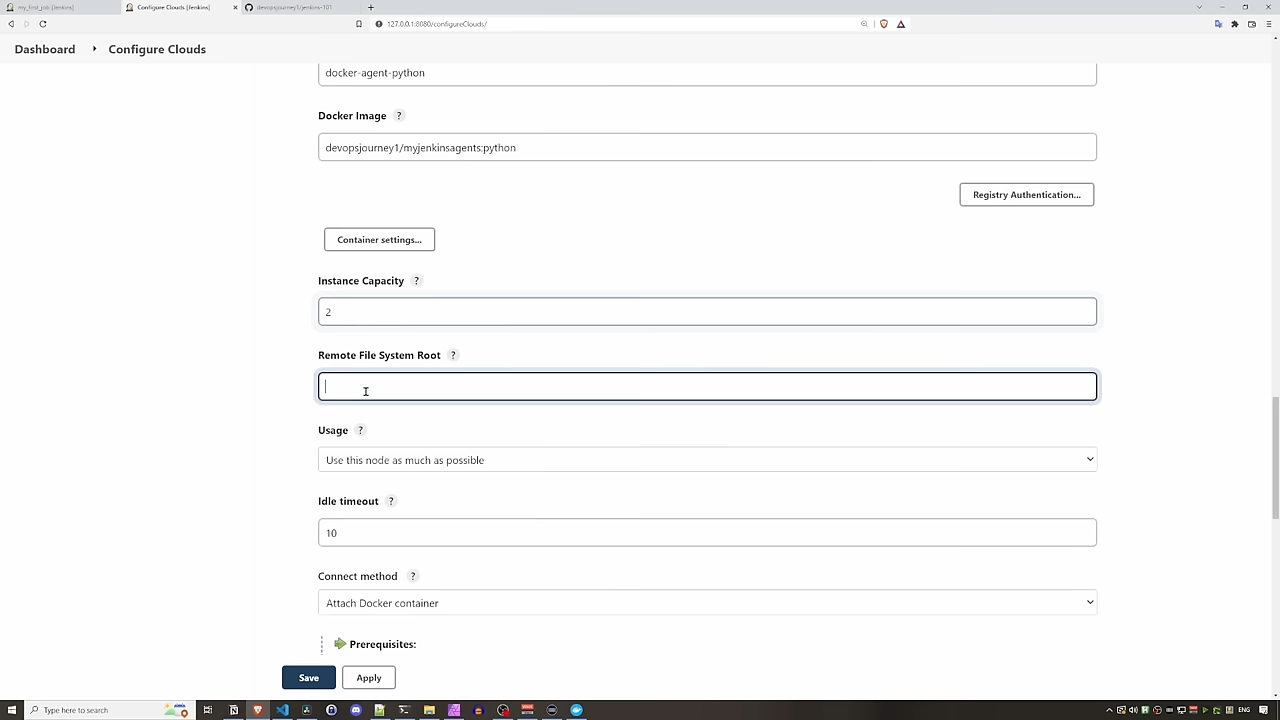 my_first_job [Jenkins]
Configure Clouds [Jenkins]
devopsjourney1/jenkins-101
127.0.0.1:8080/configureClouds/
Dashboard
Configure Clouds
docker-agent-python
Docker Image ?
devopsjourney1/myjenkinsagents:python
Registry Authentication...
Container settings...
Instance Capacity ?
2
Remote File System Root ?
Usage ?
Use this node as much as possible
Idle timeout ?
10
Connect method ?
Attach Docker container
Prerequisites:
Save
Apply
Type here to search
ENG